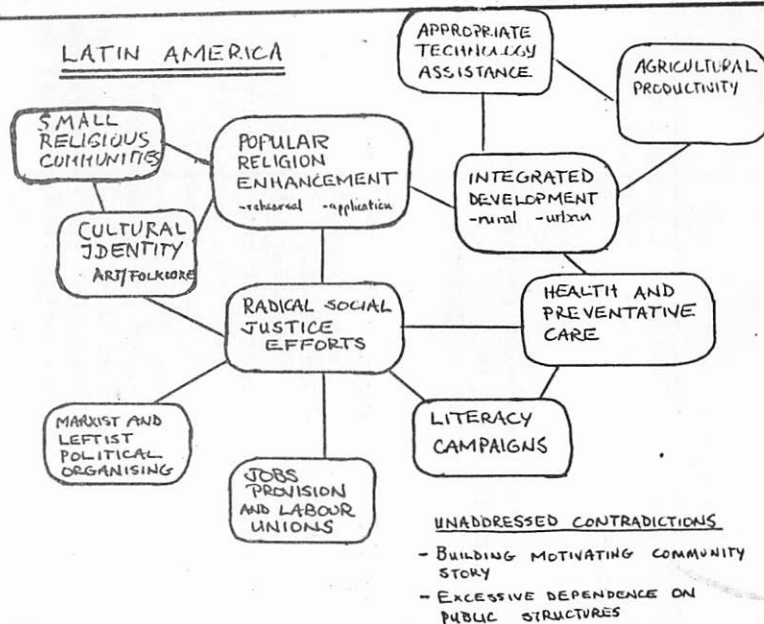 LATIN AMERICA
APPROPRIATE
TECHNOLOGY
ASSISTANCE
AGRICULTURAL
PRODUCTIVITY
SMALL
RELIGIOUS
COMMUNITIES
POPULAR
RELIGION
ENHANCEMENT
-rehearsal -application
INTEGRATED
DEVELOPMENT
-rural -urban
CULTURAL
IDENTITY
ART/FOLKLORE
RADICAL SOCIAL
JUSTICE
EFFORTS
HEALTH AND
PREVENTATIVE
CARE
MARXIST AND
LEFTIST
POLITICAL
ORGANISING
JOBS
PROVISION
AND LABOUR
UNIONS
LITERACY
CAMPAIGNS
UNADDRESSED CONTRADICTIONS
- BUILDING MOTIVATING COMMUNITY
STORY
- EXCESSIVE DEPENDENCE ON
PUBLIC STRUCTURES